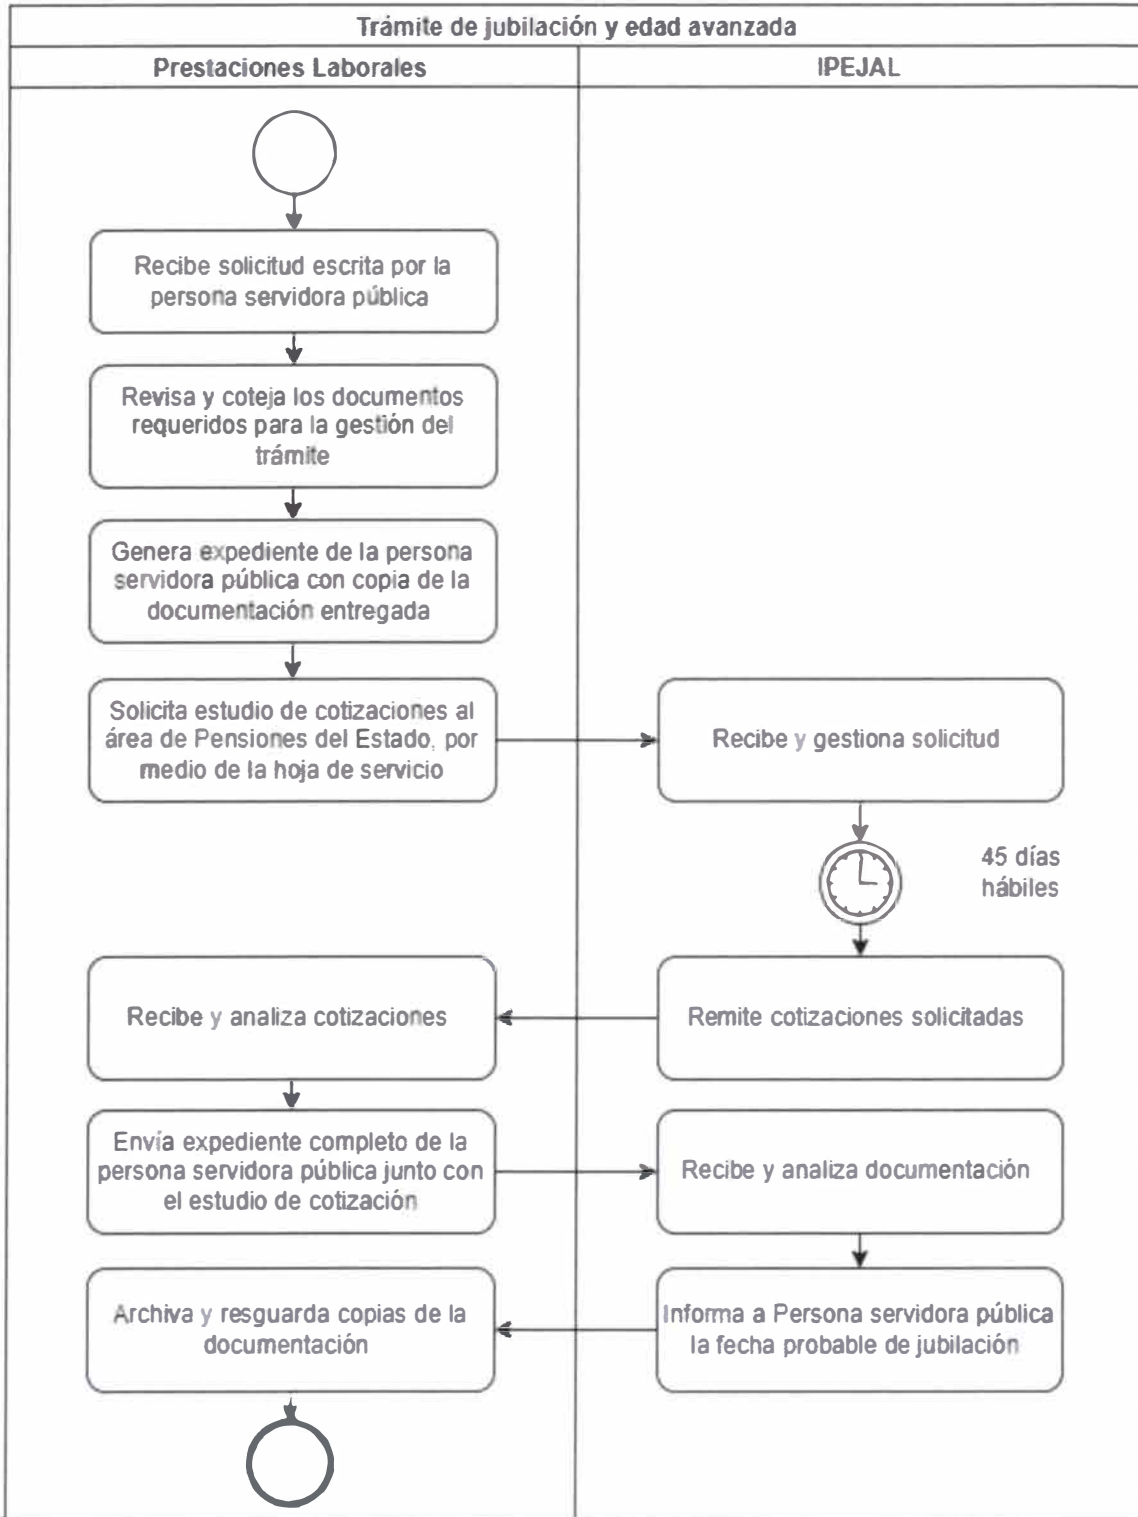 Trámite de jubilación y edad avanzada
Prestaciones Laborales
IPEJAL
Recibe solicitud escrita por la
persona servidora pública
Revisa y coteja los documentos
requeridos para la gestión del
trámite
Genera expediente de la persona
servidora pública con copia de la
documentación entregada
Solicita estudio de cotizaciones al
área de Pensiones del Estado, por
medio de la hoja de servicio
Recibe y gestiona solicitud
45 días
hábiles
Remite cotizaciones solicitadas
Recibe y analiza cotizaciones
Envía expediente completo de la
persona servidora pública junto con
el estudio de cotización
Recibe y analiza documentación
Informa a Persona servidora pública
la fecha probable de jubilación
Archiva y resguarda copias de la
documentación